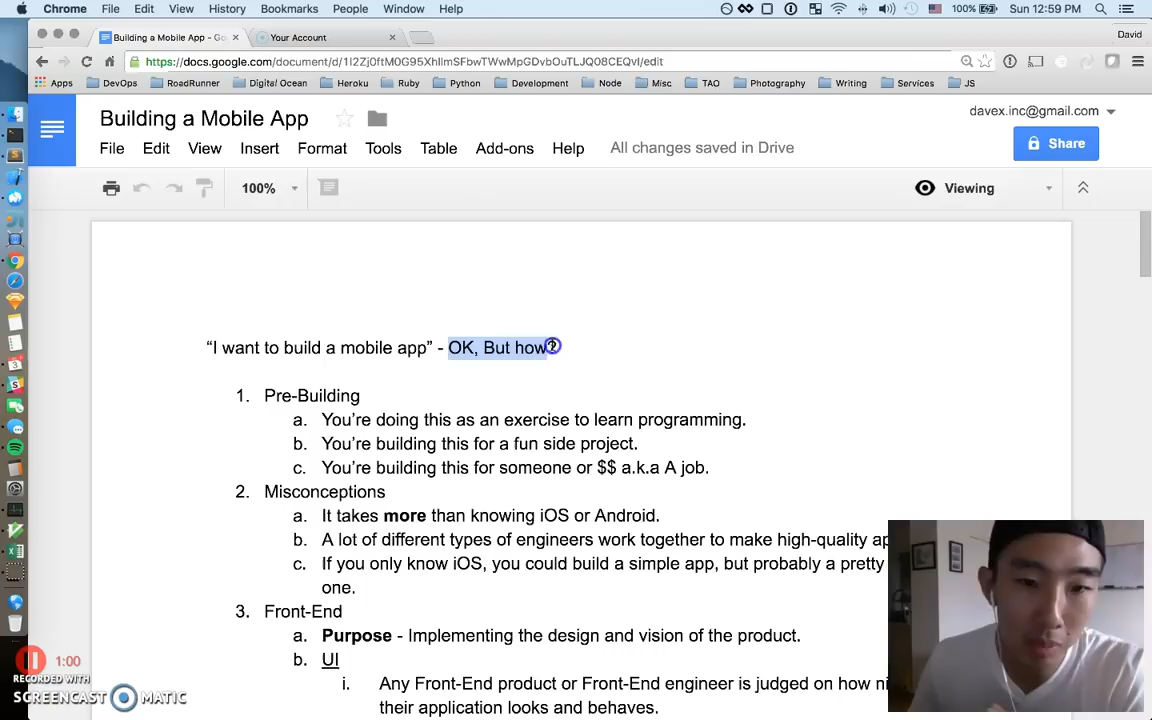 Chrome File Edit View History Bookmarks People Window Help 100% Sun 12:59 PM
Building a Mobile App - Go Your Account David
https://docs.google.com/document/d/
Apps DevOps RoadRunner Digital Ocean Heroku Ruby Python Development Node Misc TAO Photography Writing Services JS
Building a Mobile App davex.inc@gmail.com
File Edit View Insert Format Tools Table Add-ons Help All changes saved in Drive Share
100% Viewing
“I want to build a mobile app” - OK, But how?
1. Pre-Building
a. You’re doing this as an exercise to learn programming.
b. You’re building this for a fun side project.
c. You’re building this for someone or $$ a.k.a A job.
2. Misconceptions
a. It takes more than knowing iOS or Android.
b. A lot of different types of engineers work together to make high-quality ap
c. If you only know iOS, you could build a simple app, but probably a pretty
one.
3. Front-End
a. Purpose - Implementing the design and vision of the product.
b. UI
i. Any Front-End product or Front-End engineer is judged on how ni
their application looks and behaves.
1:00
RECORDED WITH
SCREENCAST MATIC